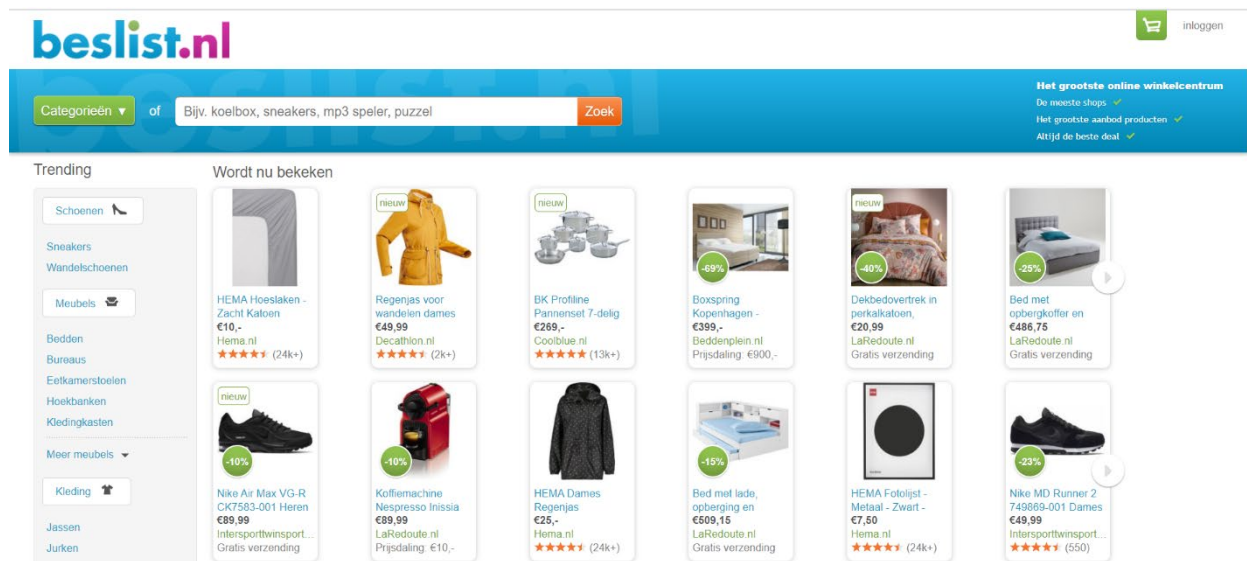 beslist.nl
inloggen
Categorieën
of
Bijv. koelbox, sneakers, mp3 speler, puzzel
Zoek
Het grootste online winkelcentrum
De meeste shops
Het grootste aanbod producten
Altijd de beste deal
Trending
Schoenen
Sneakers
Wandelschoenen
Meubels
Bedden
Bureaus
Eetkamerstoelen
Hoekbanken
Kledingkasten
Meer meubels
Kleding
Jassen
Jurken
Wordt nu bekeken
HEMA Hoeslaken -
Zacht Katoen
€10,-
Hema.nl
(24k+)
nieuw
Regenjas voor
wandelen dames
€49,99
Decathlon.nl
(2k+)
nieuw
BK Profiline
Pannenset 7-delig
€269,-
Coolblue.nl
(13k+)
-69%
Boxspring
Kopenhagen -
€399,-
Beddenplein.nl
Prijsdaling: €900,-
nieuw
-40%
Dekbedovertrek in
perkalkatoen,
€20,99
LaRedoute.nl
Gratis verzending
-25%
Bed met
opbergkoffer en
€486,75
LaRedoute.nl
Gratis verzending
nieuw
-10%
Nike Air Max VG-R
CK7583-001 Heren
€89,99
Intersporttwinsport...
Gratis verzending
-10%
Koffiemachine
Nespresso Inissia
€89,99
LaRedoute.nl
Prijsdaling: €10,-
HEMA Dames
Regenjas
€25,-
Hema.nl
(24k+)
-15%
Bed met lade,
opberging en
€509,15
LaRedoute.nl
Gratis verzending
HEMA Fotolijst -
Metaal - Zwart -
€7,50
Hema.nl
(24k+)
-23%
Nike MD Runner 2
749869-001 Dames
€49,99
Intersporttwinsport...
(550)